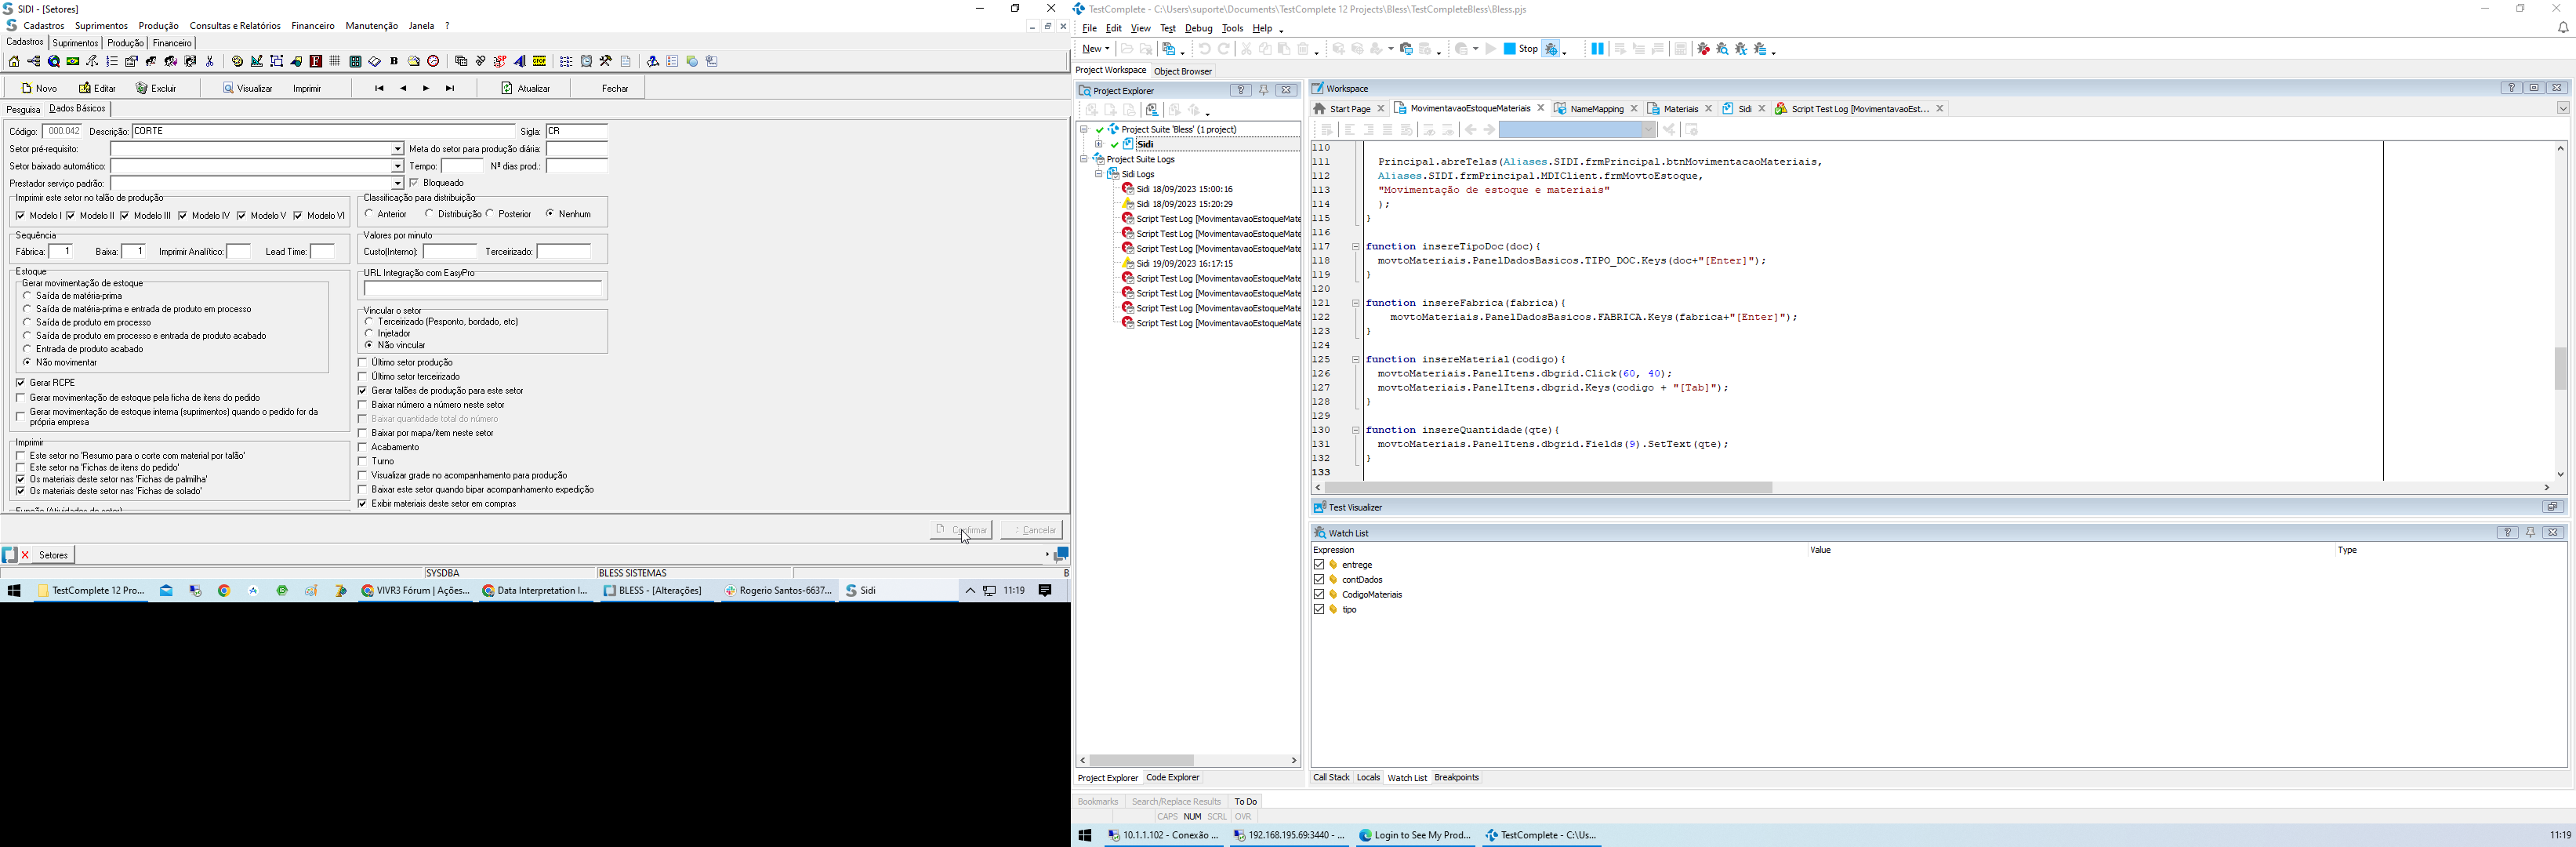 SIDI - [Setores]
Cadastros Suprimentos Produção Consultas e Relatórios Financeiro Manutenção Janela ?
Cadastros Suprimentos Produção Financeiro
Novo Editar Excluir Visualizar Imprimir Atualizar Fechar
Pesquisa Dados Básicos
Código: 000.042 Descrição: CORTE Sigla: CR
Setor pré-requisito: Meta do setor para produção diária:
Setor baixado automático: Tempo: Nº dias prod.:
Prestador serviço padrão: Bloqueado
Imprimir este setor no talão de produção
Modelo I Modelo II Modelo III Modelo IV Modelo V Modelo VI
Classificação para distribuição
Anterior Distribuição Posterior Nenhum
Sequência
Fábrica: 1 Baixa: 1 Imprimir Analítico: Lead Time:
Valores por minuto
Custo(Interno): Terceirizado:
Estoque
Gerar movimentação de estoque
Saída de matéria-prima
Saída de matéria-prima e entrada de produto em processo
Saída de produto em processo
Saída de produto em processo e entrada de produto acabado
Entrada de produto acabado
Não movimentar
Gerar RCPE
Gerar movimentação de estoque pela ficha de itens do pedido
Gerar movimentação de estoque interna (suprimentos) quando o pedido for da
própria empresa
Imprimir
Este setor no 'Resumo para o corte com material por talão'
Este setor na 'Fichas de itens do pedido'
Os materiais deste setor nas 'Fichas de palmilha'
Os materiais deste setor nas 'Fichas de solado'
URL Integração com EasyPro
Vincular o setor
Terceirizado (Pesponto, bordado, etc)
Injetador
Não vincular
Último setor produção
Último setor terceirizado
Gerar talões de produção para este setor
Baixar número a número neste setor
Baixar quantidade total do número
Baixar por mapa/item neste setor
Acabamento
Turno
Visualizar grade no acompanhamento para produção
Baixar este setor quando bipar acompanhamento expedição
Exibir materiais deste setor em compras
Confirmar Cancelar
Setores
SYSDBA BLESS SISTEMAS B
TestComplete 12 Pro... VIVR3 Fórum | Ações... Data Interpretation I... BLESS - [Alterações] Rogerio Santos-6637... Sidi 11:19
TestComplete - C:\Users\suporte\Documents\TestComplete 12 Projects\Bless\TestCompleteBless\Bless.pjs
File Edit View Test Debug Tools Help
New Stop
Project Workspace Object Browser
Project Explorer
Project Suite 'Bless' (1 project)
Sidi
Project Suite Logs
Sidi Logs
Sidi 18/09/2023 15:00:16
Sidi 18/09/2023 15:20:29
Script Test Log [MovimentavaoEstoqueMate
Script Test Log [MovimentavaoEstoqueMate
Script Test Log [MovimentavaoEstoqueMate
Sidi 19/09/2023 16:17:15
Script Test Log [MovimentavaoEstoqueMate
Script Test Log [MovimentavaoEstoqueMate
Script Test Log [MovimentavaoEstoqueMate
Script Test Log [MovimentavaoEstoqueMate
Project Explorer Code Explorer
Workspace
Start Page MovimentavaoEstoqueMateriais NameMapping Materiais Sidi Script Test Log [MovimentavaoEst...
110
111 Principal.abreTelas(Aliases.SIDI.frmPrincipal.btnMovimentacaoMateriais,
112 Aliases.SIDI.frmPrincipal.MDIClient.frmMovtoEstoque,
113 "Movimentação de estoque e materiais"
114 );
115 }
116
117 function insereTipoDoc(doc){
118 movtoMateriais.PanelDadosBasicos.TIPO_DOC.Keys(doc+"[Enter]");
119 }
120
121 function insereFabrica(fabrica){
122 movtoMateriais.PanelDadosBasicos.FABRICA.Keys(fabrica+"[Enter]");
123 }
124
125 function insereMaterial(codigo){
126 movtoMateriais.PanelItens.dbgrid.Click(60, 40);
127 movtoMateriais.PanelItens.dbgrid.Keys(codigo + "[Tab]");
128 }
129
130 function insereQuantidade(qte){
131 movtoMateriais.PanelItens.dbgrid.Fields(9).SetText(qte);
132 }
133
Test Visualizer
Watch List
Expression Value Type
entrege
contDados
CodigoMateriais
tipo
Call Stack Locals Watch List Breakpoints
Bookmarks Search/Replace Results To Do
CAPS NUM SCRL OVR
10.1.1.102 - Conexão ... 192.168.195.69:3440 - ... Login to See My Prod... TestComplete - C:\Us... 11:19